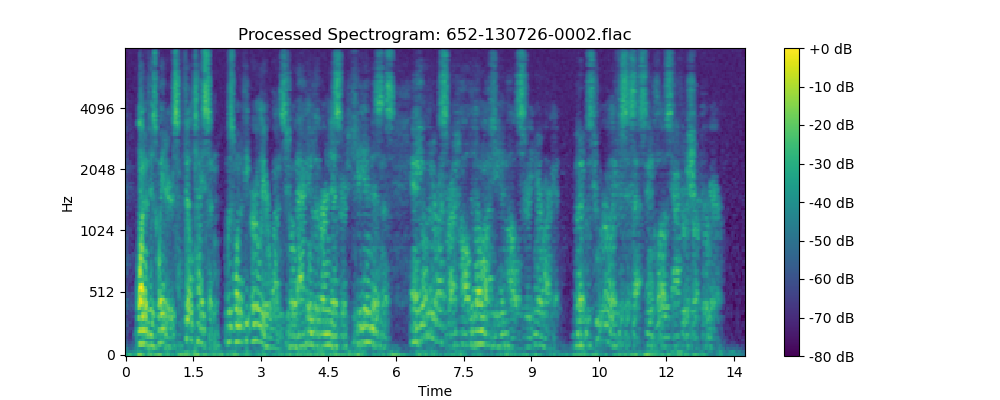 Processed Spectrogram: 652-130726-0002.flac
Hz
4096
2048
1024
512
0
0 1.5 3 4.5 6 7.5 9 10 12 14
Time
+0 dB
-10 dB
-20 dB
-30 dB
-40 dB
-50 dB
-60 dB
-70 dB
-80 dB